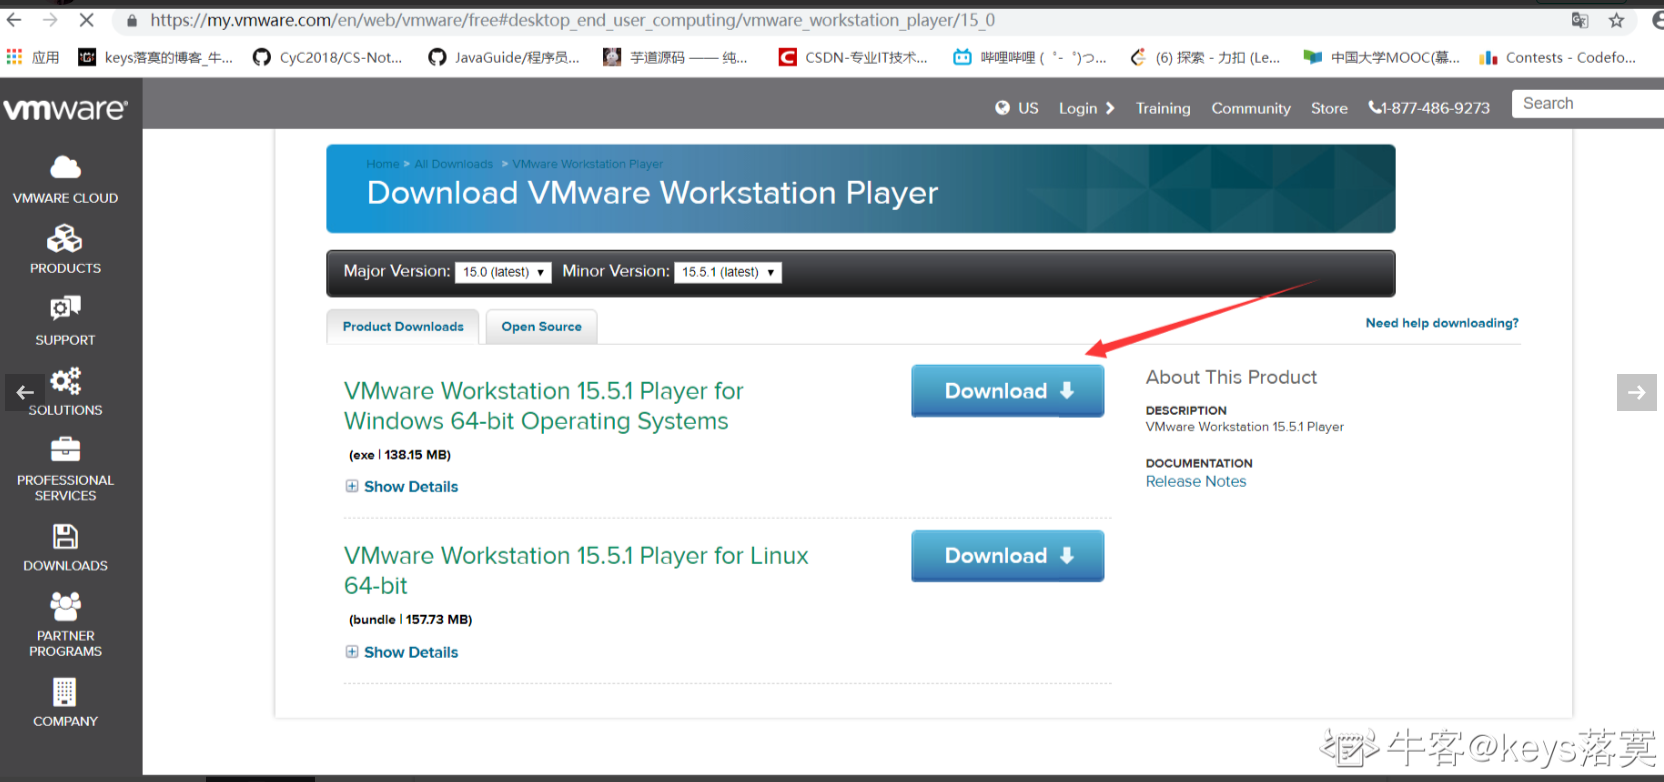 https://my.vmware.com/en/web/vmware/free#desktop_end_user_computing/vmware_workstation_player/15_0
应用 keys落寞的博客_牛... CyC2018/CS-Not... JavaGuide/程序员... 芋道源码 —— 纯... CSDN-专业IT技术... 哔哩哔哩 ( ゜- ゜)つ... (6) 探索 - 力扣 (Le... 中国大学MOOC(慕... Contests - Codefo...
vmware
US Login Training Community Store 1-877-486-9273 Search
VMWARE CLOUD
PRODUCTS
SUPPORT
SOLUTIONS
PROFESSIONAL
SERVICES
DOWNLOADS
PARTNER
PROGRAMS
COMPANY
Home > All Downloads > VMware Workstation Player
Download VMware Workstation Player
Major Version: 15.0 (latest) Minor Version: 15.5.1 (latest)
Product Downloads Open Source Need help downloading?
VMware Workstation 15.5.1 Player for
Windows 64-bit Operating Systems
(exe | 138.15 MB)
Show Details
Download
VMware Workstation 15.5.1 Player for Linux
64-bit
(bundle | 157.73 MB)
Show Details
Download
About This Product
DESCRIPTION
VMware Workstation 15.5.1 Player
DOCUMENTATION
Release Notes
牛客@keys落寞